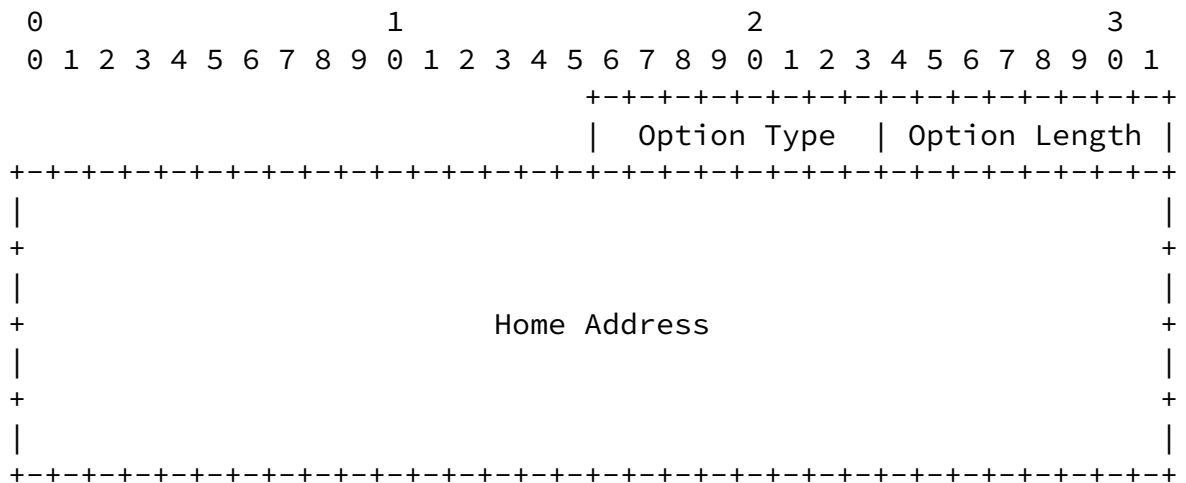 0                   1                   2                   3
 0 1 2 3 4 5 6 7 8 9 0 1 2 3 4 5 6 7 8 9 0 1 2 3 4 5 6 7 8 9 0 1
                                +-+-+-+-+-+-+-+-+-+-+-+-+-+-+-+-+
                                |  Option Type  | Option Length |
+-+-+-+-+-+-+-+-+-+-+-+-+-+-+-+-+-+-+-+-+-+-+-+-+-+-+-+-+-+-+-+-+
|                                                               |
+                                                               +
|                                                               |
+                          Home Address                         +
|                                                               |
+                                                               +
|                                                               |
+-+-+-+-+-+-+-+-+-+-+-+-+-+-+-+-+-+-+-+-+-+-+-+-+-+-+-+-+-+-+-+-+